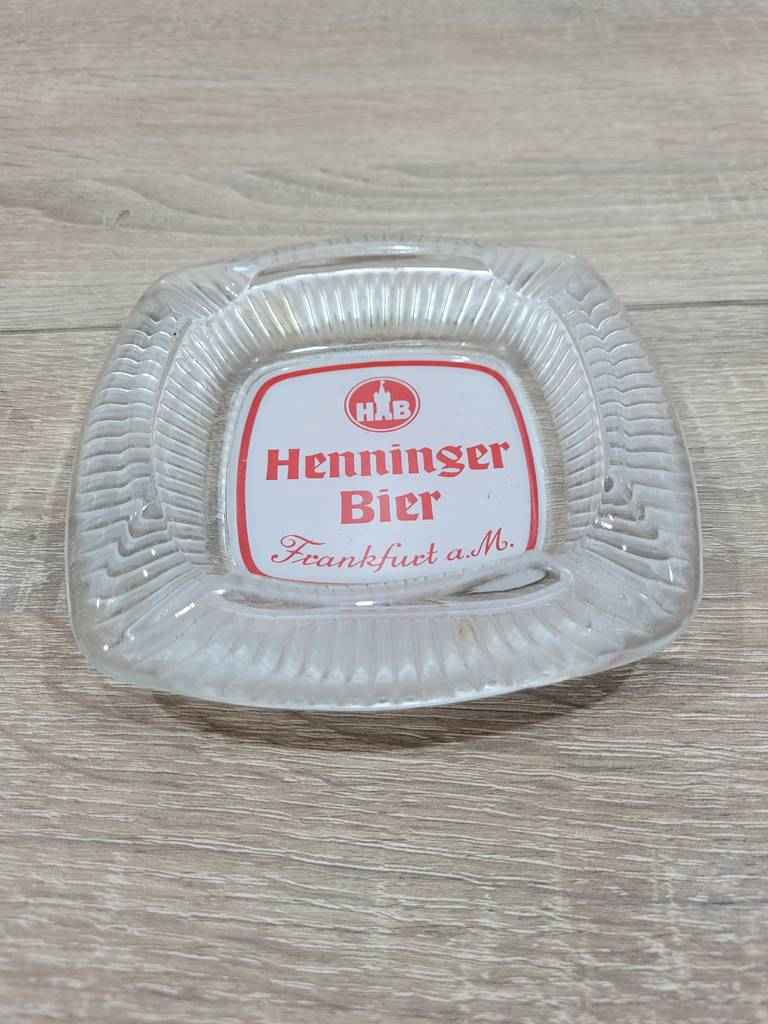 HB
Henninger
Bier
Frankfurt a.M.